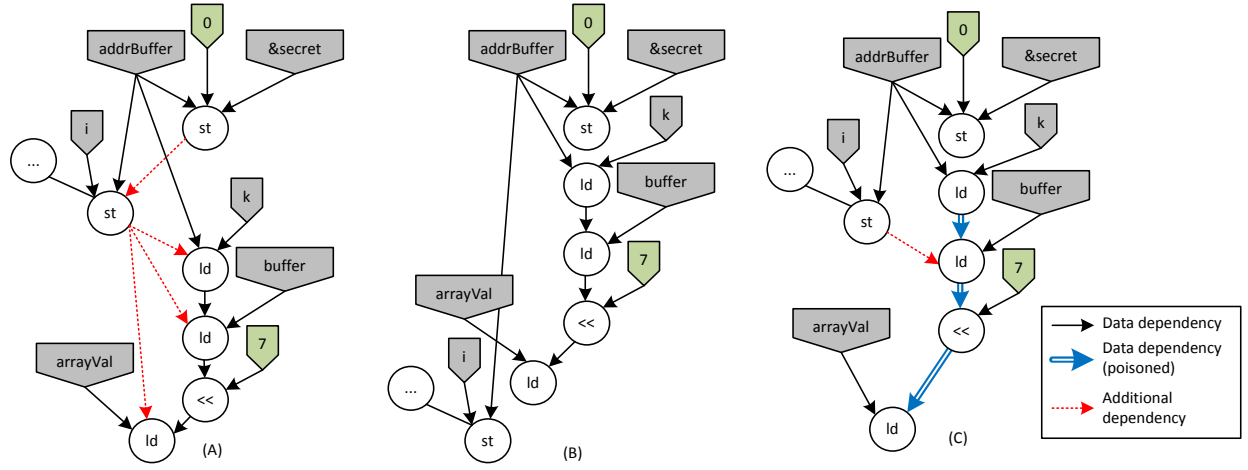 addrBuffer
0
&secret
st
i
...
st
k
ld
buffer
ld
7
arrayVal
<<
ld
(A)
0
addrBuffer
&secret
st
k
ld
buffer
ld
7
arrayVal
<<
i
ld
...
st
(B)
0
addrBuffer
&secret
st
k
i
...
ld
buffer
st
ld
7
arrayVal
<<
ld
(C)
Data dependency
Data dependency
(poisoned)
Additional
dependency